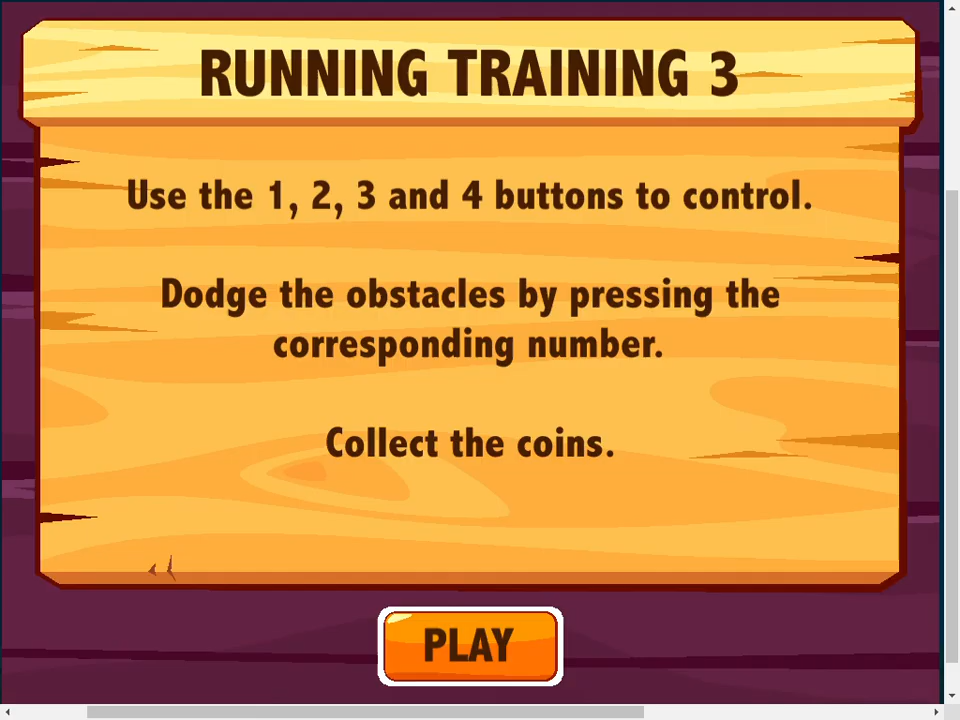 RUNNING TRAINING 3
Use the 1, 2, 3 and 4 buttons to control.
Dodge the obstacles by pressing the
corresponding number.
Collect the coins.
PLAY